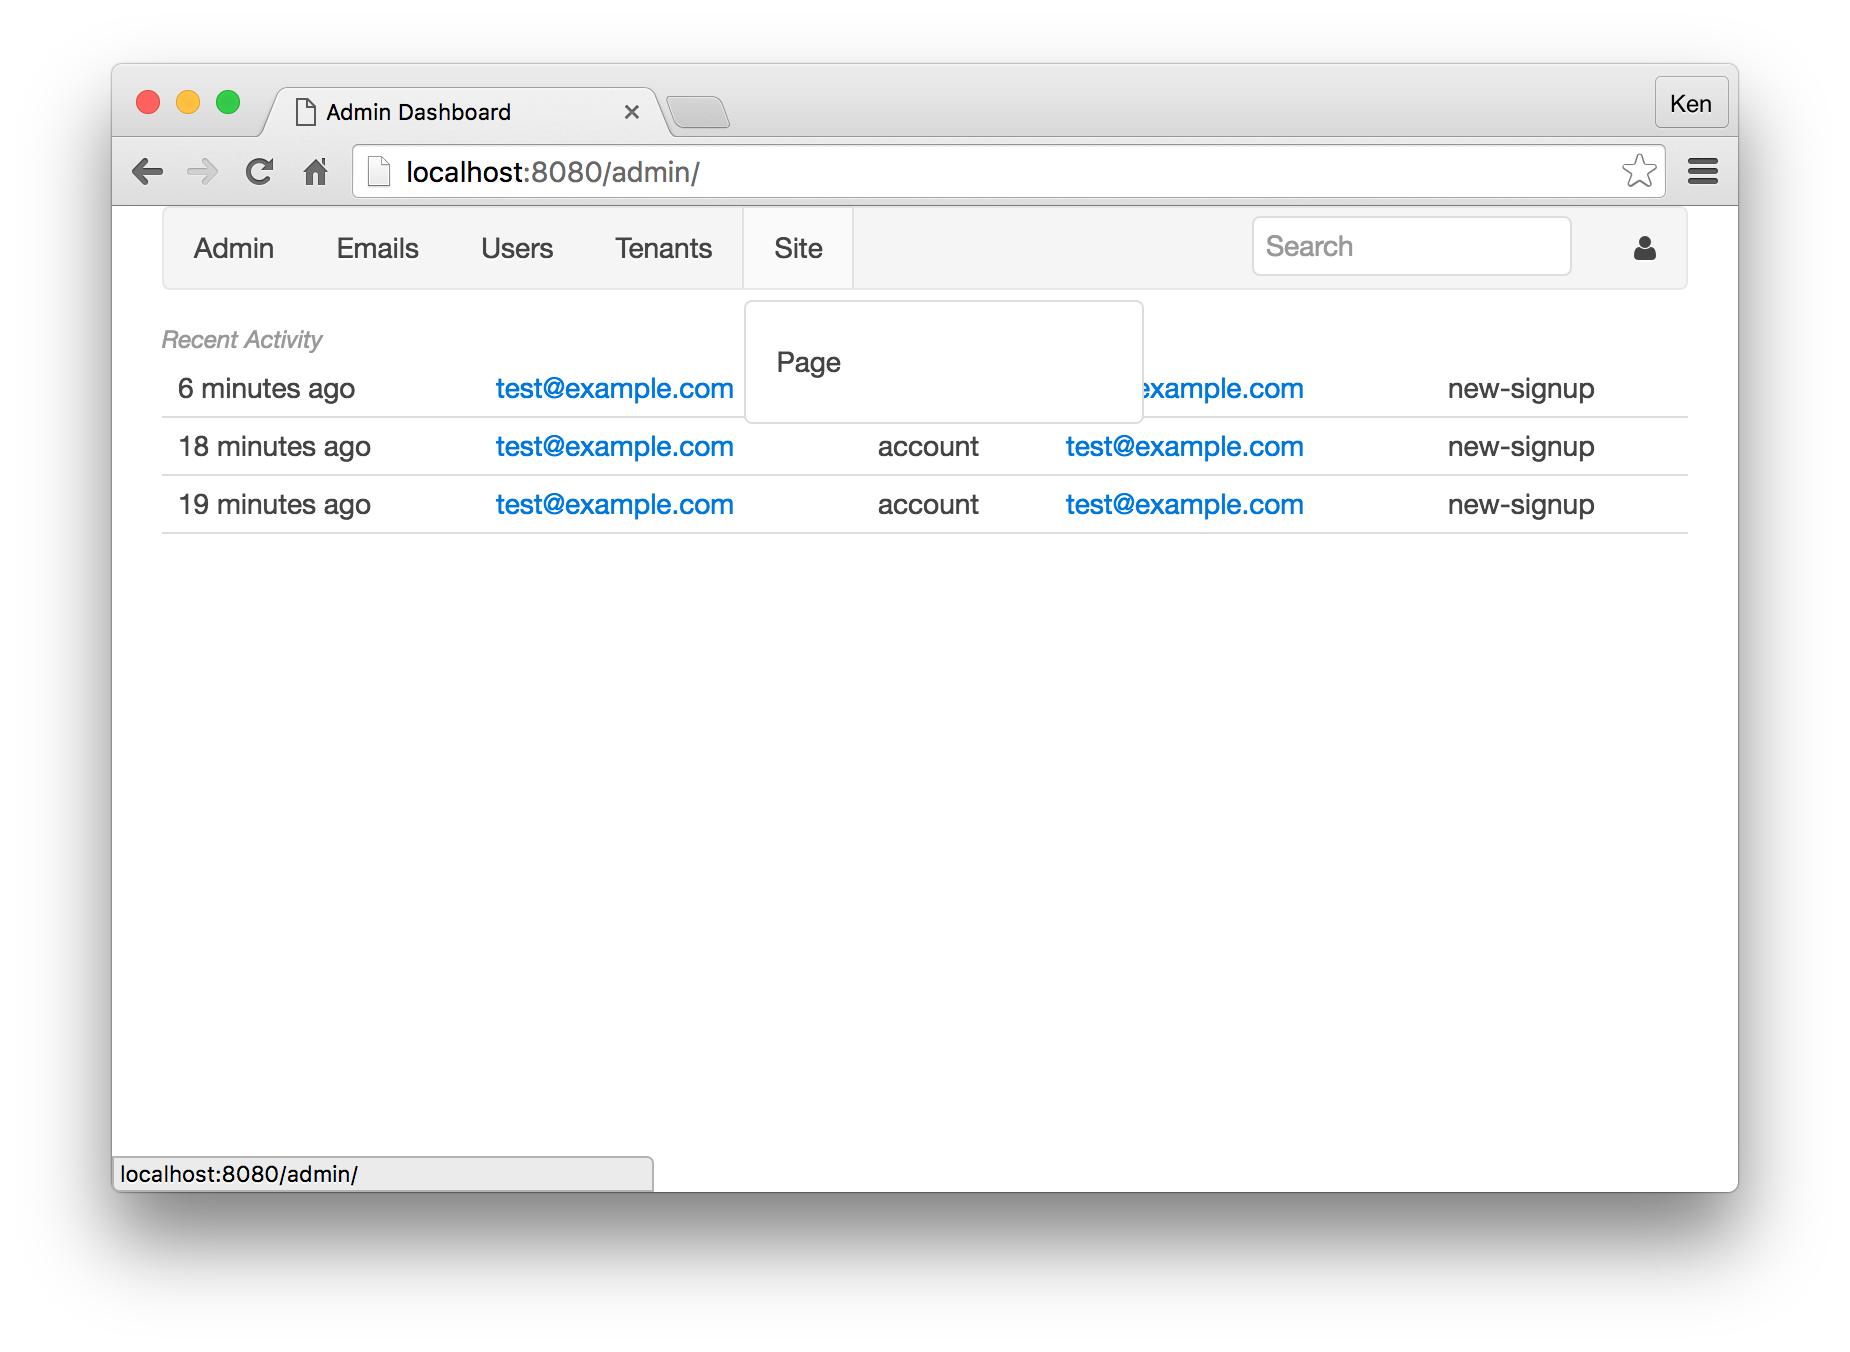 Admin Dashboard
Ken
localhost:8080/admin/
Admin Emails Users Tenants Site Search
Recent Activity
Page
6 minutes ago test@example.com example.com new-signup
18 minutes ago test@example.com account test@example.com new-signup
19 minutes ago test@example.com account test@example.com new-signup
localhost:8080/admin/